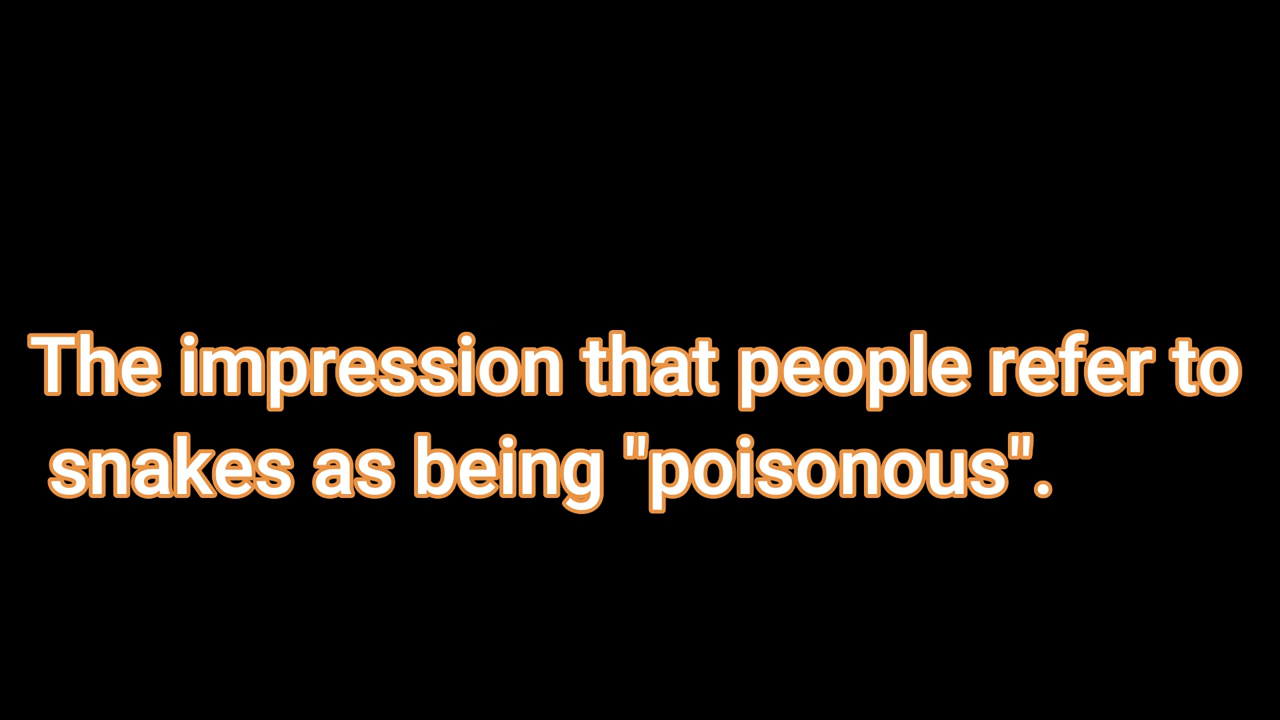 The impression that people refer to
snakes as being "poisonous".